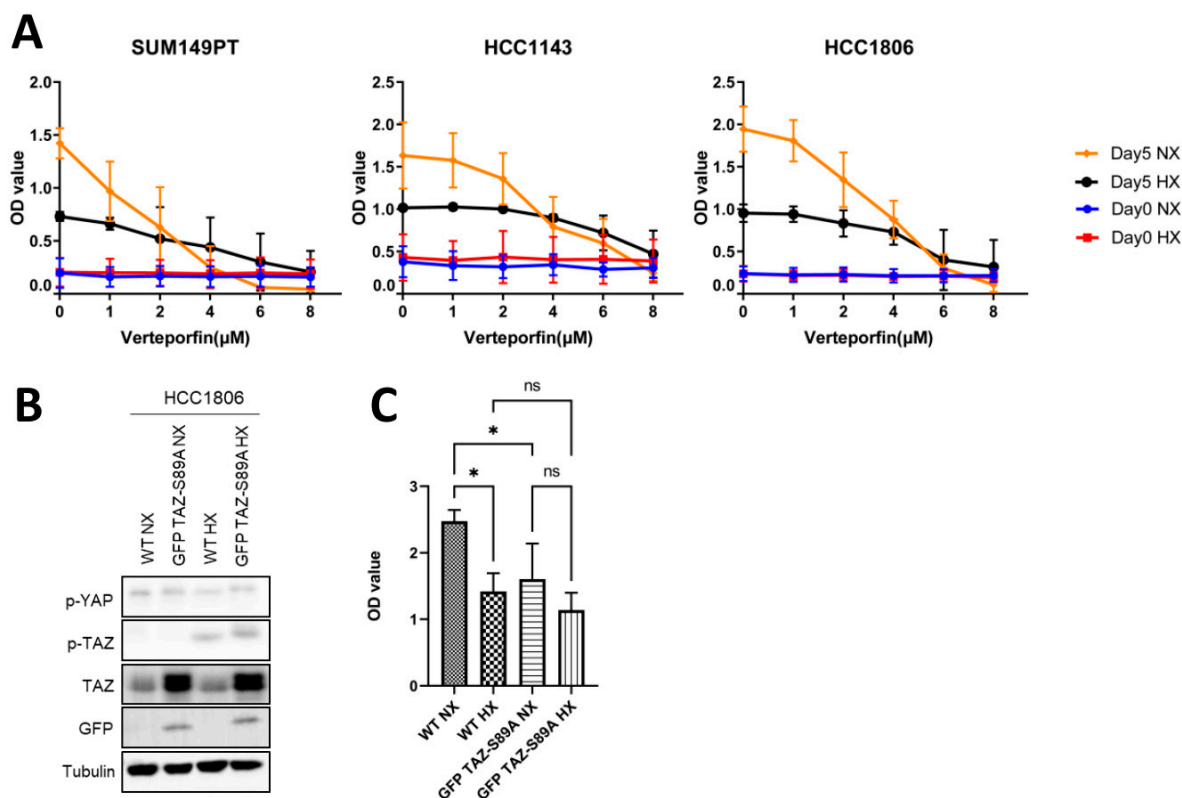 A
SUM149PT
HCC1143
HCC1806
2.0
1.5
1.0
0.5
0.0
OD value
0 1 2 4 6 8
Verteporfin(µM)
2.5
2.0
1.5
1.0
0.5
0.0
OD value
0 1 2 4 6 8
Verteporfin(µM)
2.5
2.0
1.5
1.0
0.5
0.0
OD value
0 1 2 4 6 8
Verteporfin(µM)
Day5 NX
Day5 HX
Day0 NX
Day0 HX
B
HCC1806
WT NX
GFP TAZ-S89A NX
WT HX
GFP TAZ-S89A HX
p-YAP
p-TAZ
TAZ
GFP
Tubulin
C
ns
*
*
ns
3
2
1
0
OD value
WT NX
WT HX
GFP TAZ-S89A NX
GFP TAZ-S89A HX